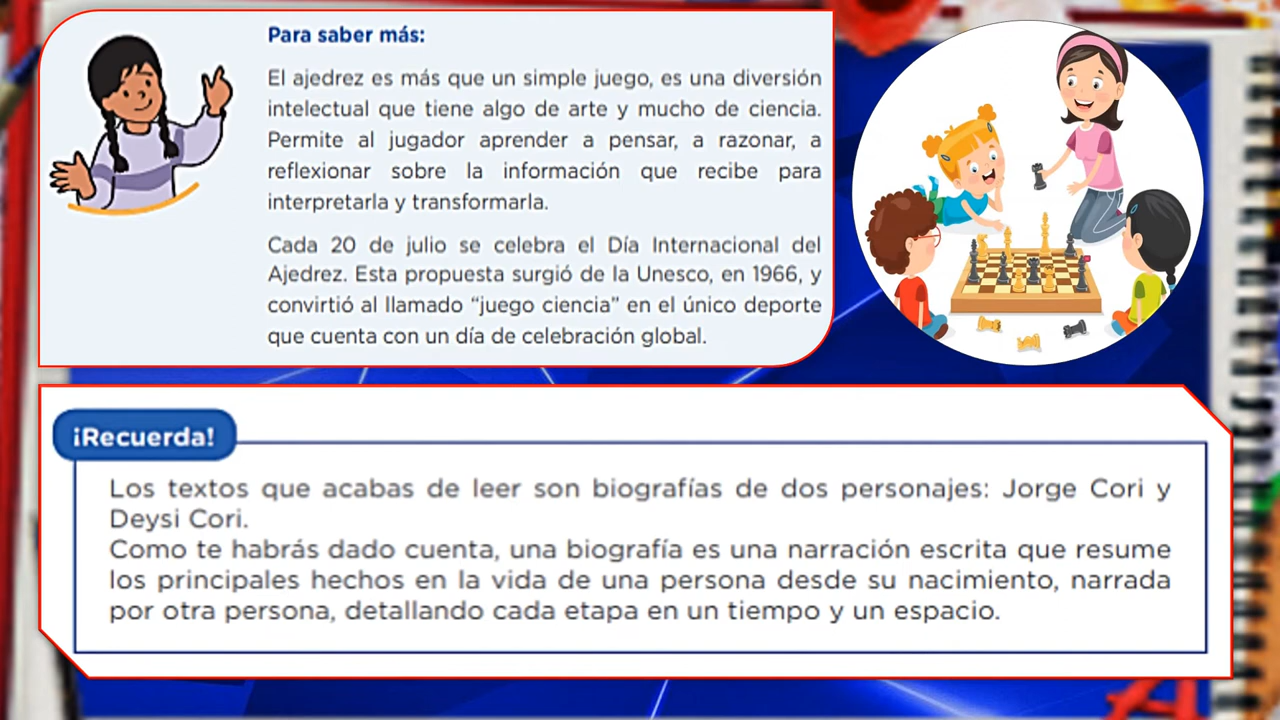 Para saber más:
El ajedrez es más que un simple juego, es una diversión
intelectual que tiene algo de arte y mucho de ciencia.
Permite al jugador aprender a pensar, a razonar, a
reflexionar sobre la información que recibe para
interpretarla y transformarla.
Cada 20 de julio se celebra el Día Internacional del
Ajedrez. Esta propuesta surgió de la Unesco, en 1966, y
convirtió al llamado “juego ciencia” en el único deporte
que cuenta con un día de celebración global.
¡Recuerda!
Los textos que acabas de leer son biografías de dos personajes: Jorge Cori y
Deysi Cori.
Como te habrás dado cuenta, una biografía es una narración escrita que resume
los principales hechos en la vida de una persona desde su nacimiento, narrada
por otra persona, detallando cada etapa en un tiempo y un espacio.